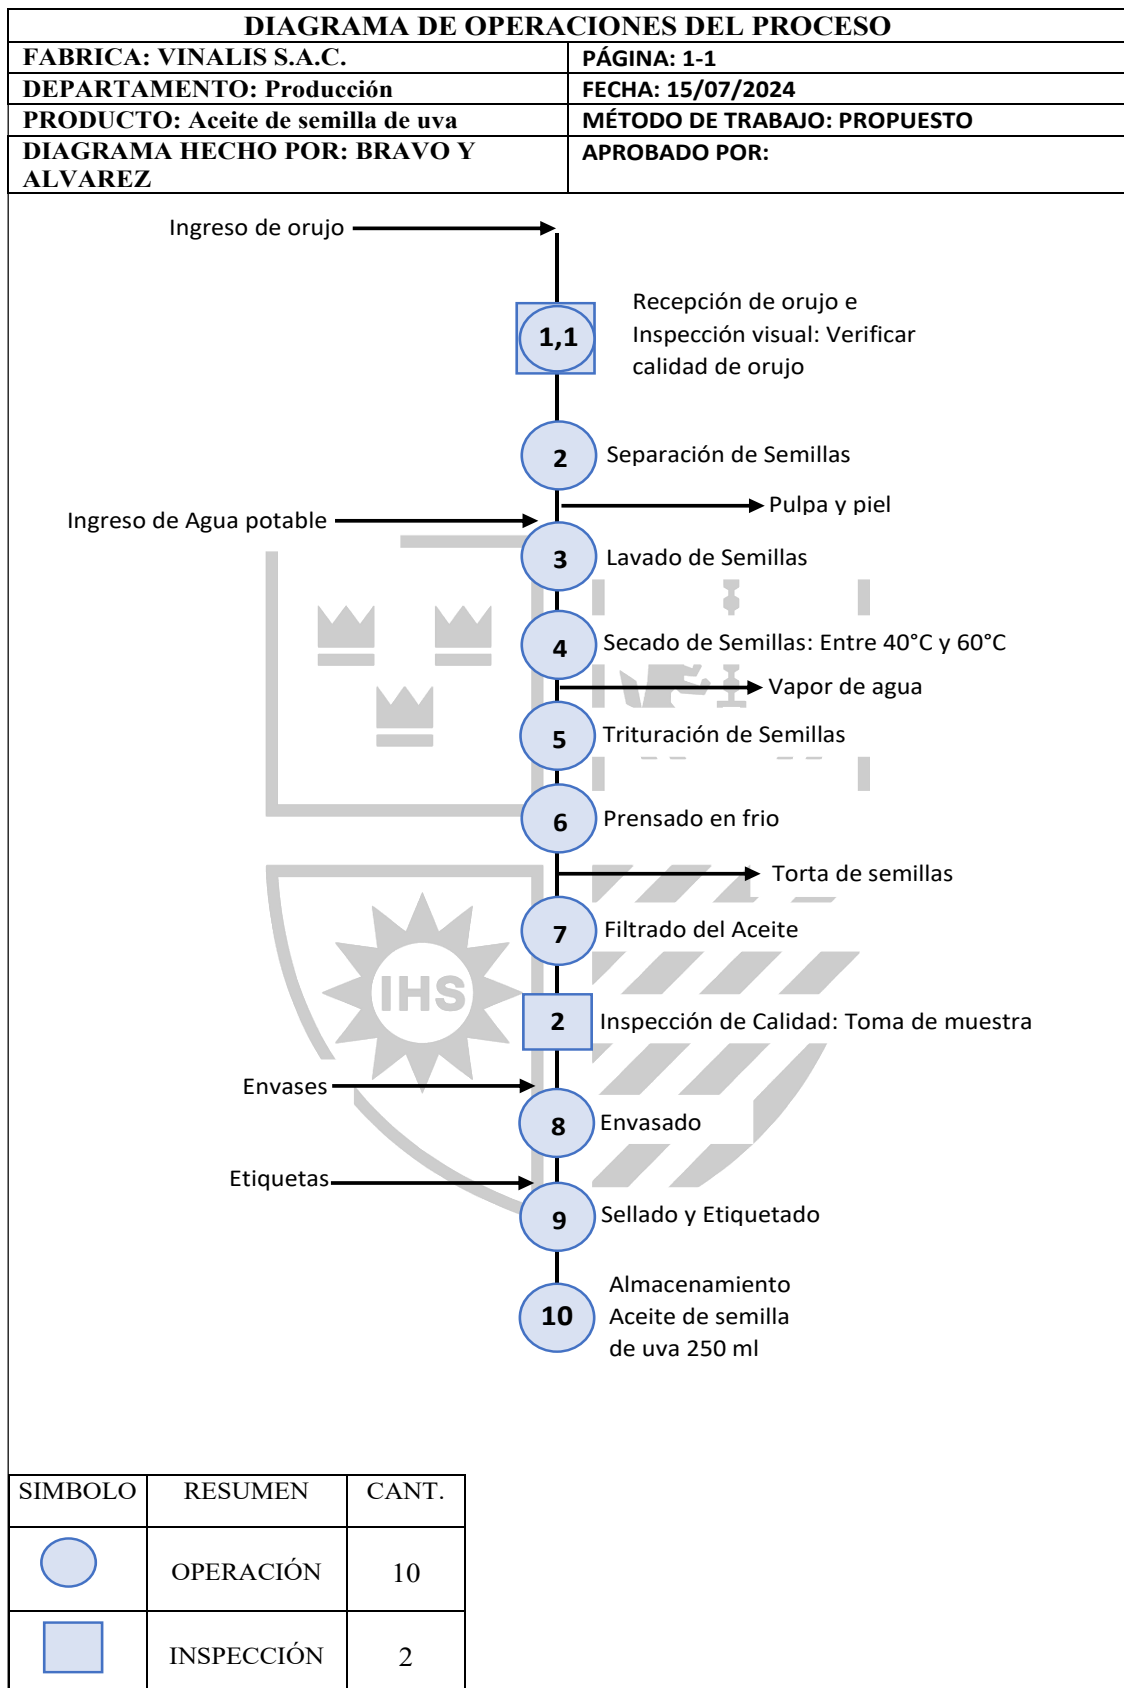 DIAGRAMA DE OPERACIONES DEL PROCESO
FABRICA: VINALIS S.A.C.
PÁGINA: 1-1
DEPARTAMENTO: Producción
FECHA: 15/07/2024
PRODUCTO: Aceite de semilla de uva
MÉTODO DE TRABAJO: PROPUESTO
DIAGRAMA HECHO POR: BRAVO Y
ALVAREZ
APROBADO POR:
Ingreso de orujo
1,1
Recepción de orujo e
Inspección visual: Verificar
calidad de orujo
2
Separación de Semillas
Pulpa y piel
Ingreso de Agua potable
3
Lavado de Semillas
4
Secado de Semillas: Entre 40°C y 60°C
Vapor de agua
5
Trituración de Semillas
6
Prensado en frio
Torta de semillas
7
Filtrado del Aceite
IHS
2
Inspección de Calidad: Toma de muestra
Envases
8
Envasado
Etiquetas
9
Sellado y Etiquetado
10
Almacenamiento
Aceite de semilla
de uva 250 ml
SIMBOLO RESUMEN CANT.
OPERACIÓN 10
INSPECCIÓN 2